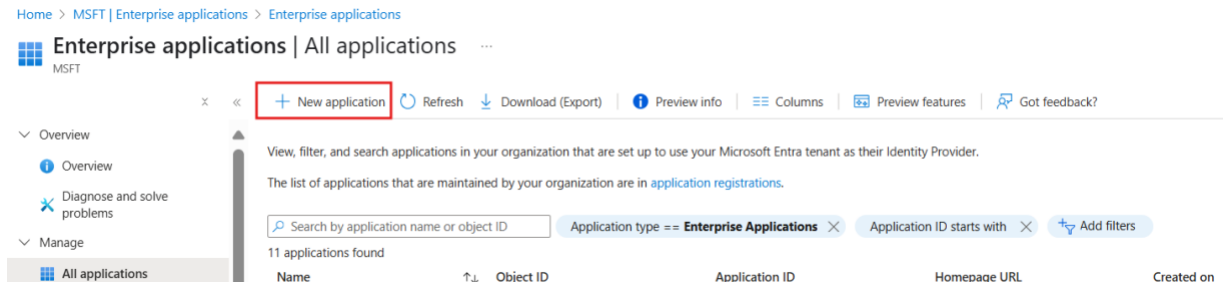 Home > MSFT | Enterprise applications > Enterprise applications
Enterprise applications | All applications ...
MSFT
+ New application Refresh Download (Export) Preview info Columns Preview features Got feedback?
Overview
Overview
Diagnose and solve
problems
Manage
All applications
View, filter, and search applications in your organization that are set up to use your Microsoft Entra tenant as their Identity Provider.
The list of applications that are maintained by your organization are in application registrations.
Search by application name or object ID Application type == Enterprise Applications Application ID starts with Add filters
11 applications found
Name Object ID Application ID Homepage URL Created on